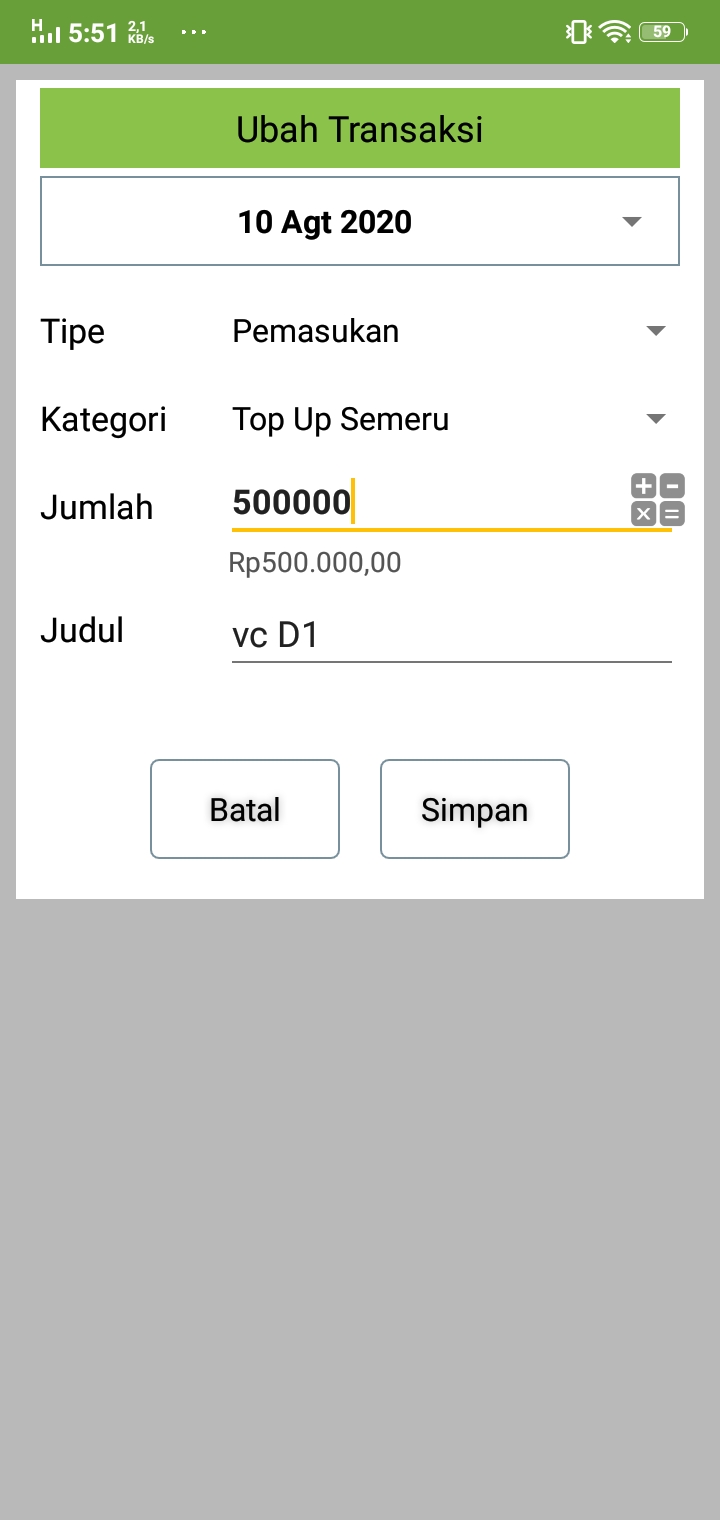 H 5:51 2,1 KB/s ... 59
Ubah Transaksi
10 Agt 2020
Tipe Pemasukan
Kategori Top Up Semeru
Jumlah 500000
Rp500.000,00
Judul vc D1
Batal Simpan